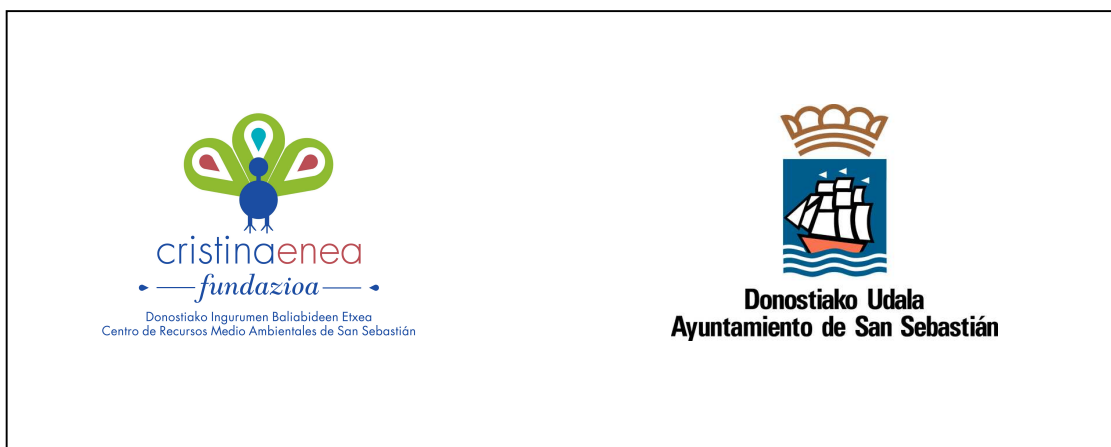 cristinaenea
fundazioa
Donostiako Ingurumen Baliabideen Etxea
Centro de Recursos Medio Ambientales de San Sebastián
Donostiako Udala
Ayuntamiento de San Sebastián